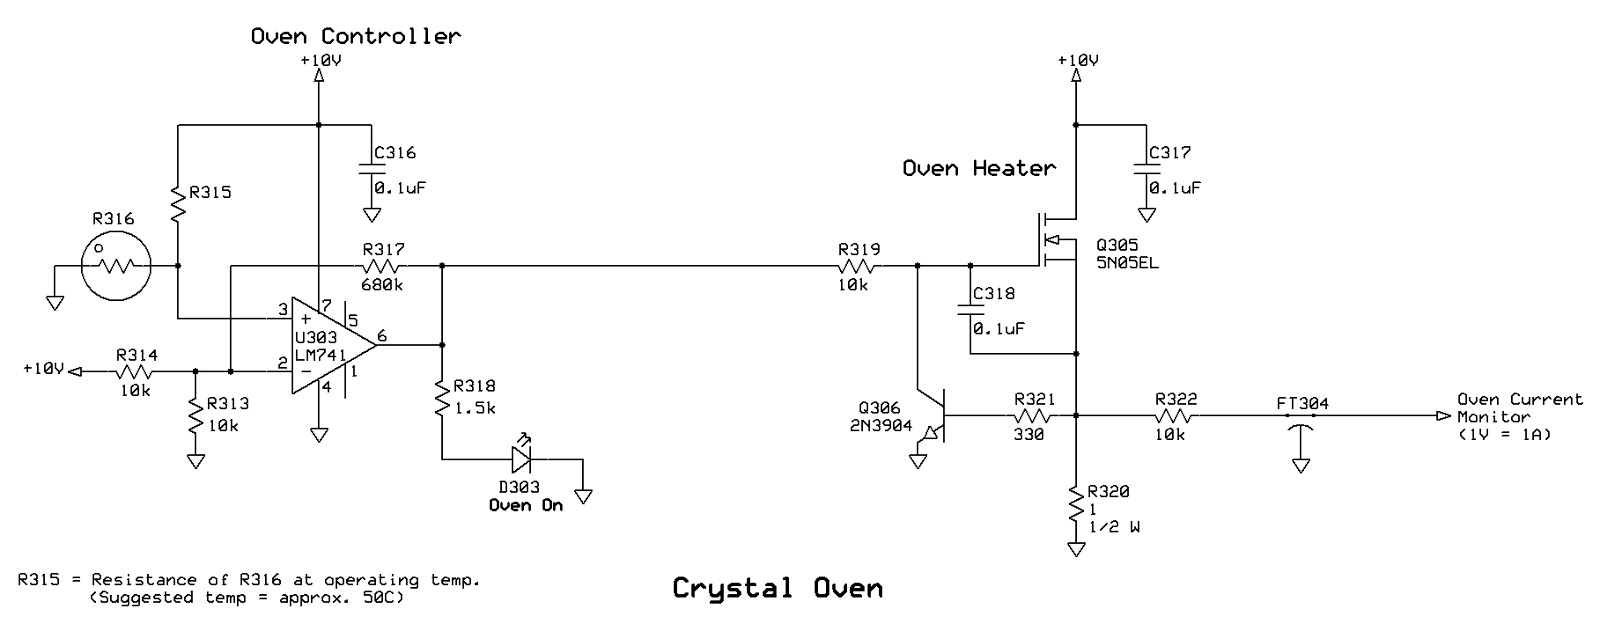 Oven Controller
+10V
+10V
C316
0.1uF
C317
0.1uF
Oven Heater
R315
R316
R317
680k
R319
10k
Q305
5N05EL
C318
0.1uF
3
+
7
5
U303
LM741
6
2
-
4
1
+10V
R314
10k
R313
10k
R318
1.5k
Q306
2N3904
R321
330
R322
10k
FT304
Oven Current
Monitor
(1V = 1A)
D303
Oven On
R320
1
1/2 W
R315 = Resistance of R316 at operating temp.
(Suggested temp = approx. 50C)
Crystal Oven